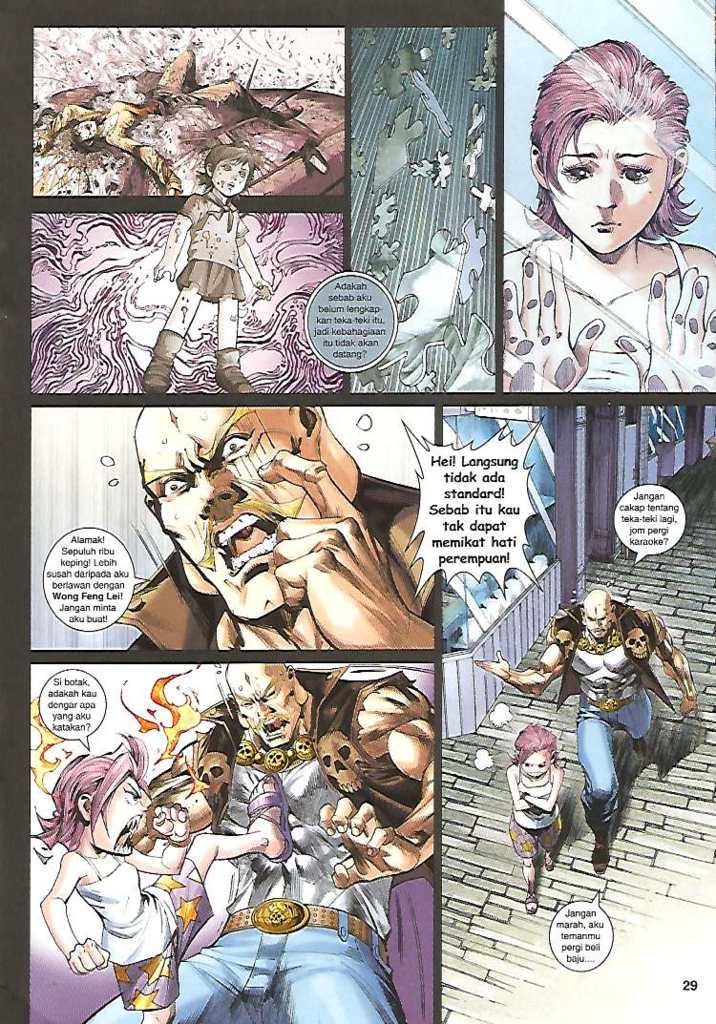 Adakah
sebab aku
belum lengkap-
kan teka-teki itu,
jadi kebahagiaan
itu tidak akan
datang?
Alamak!
Sepuluh ribu
keping! Lebih
susah daripada aku
berlawan dengan
Wong Feng Lei!
Jangan minta
aku buat!
Hei! Langsung
tidak ada
standard!
Sebab itu kau
tak dapat
memikat hati
perempuan!
Jangan
cakap tentang
teka-teki lagi,
jom pergi
karaoke?
Si botak,
adakah kau
dengar apa
yang aku
katakan?
Jangan
marah, aku
temanmu
pergi beli
baju....
29